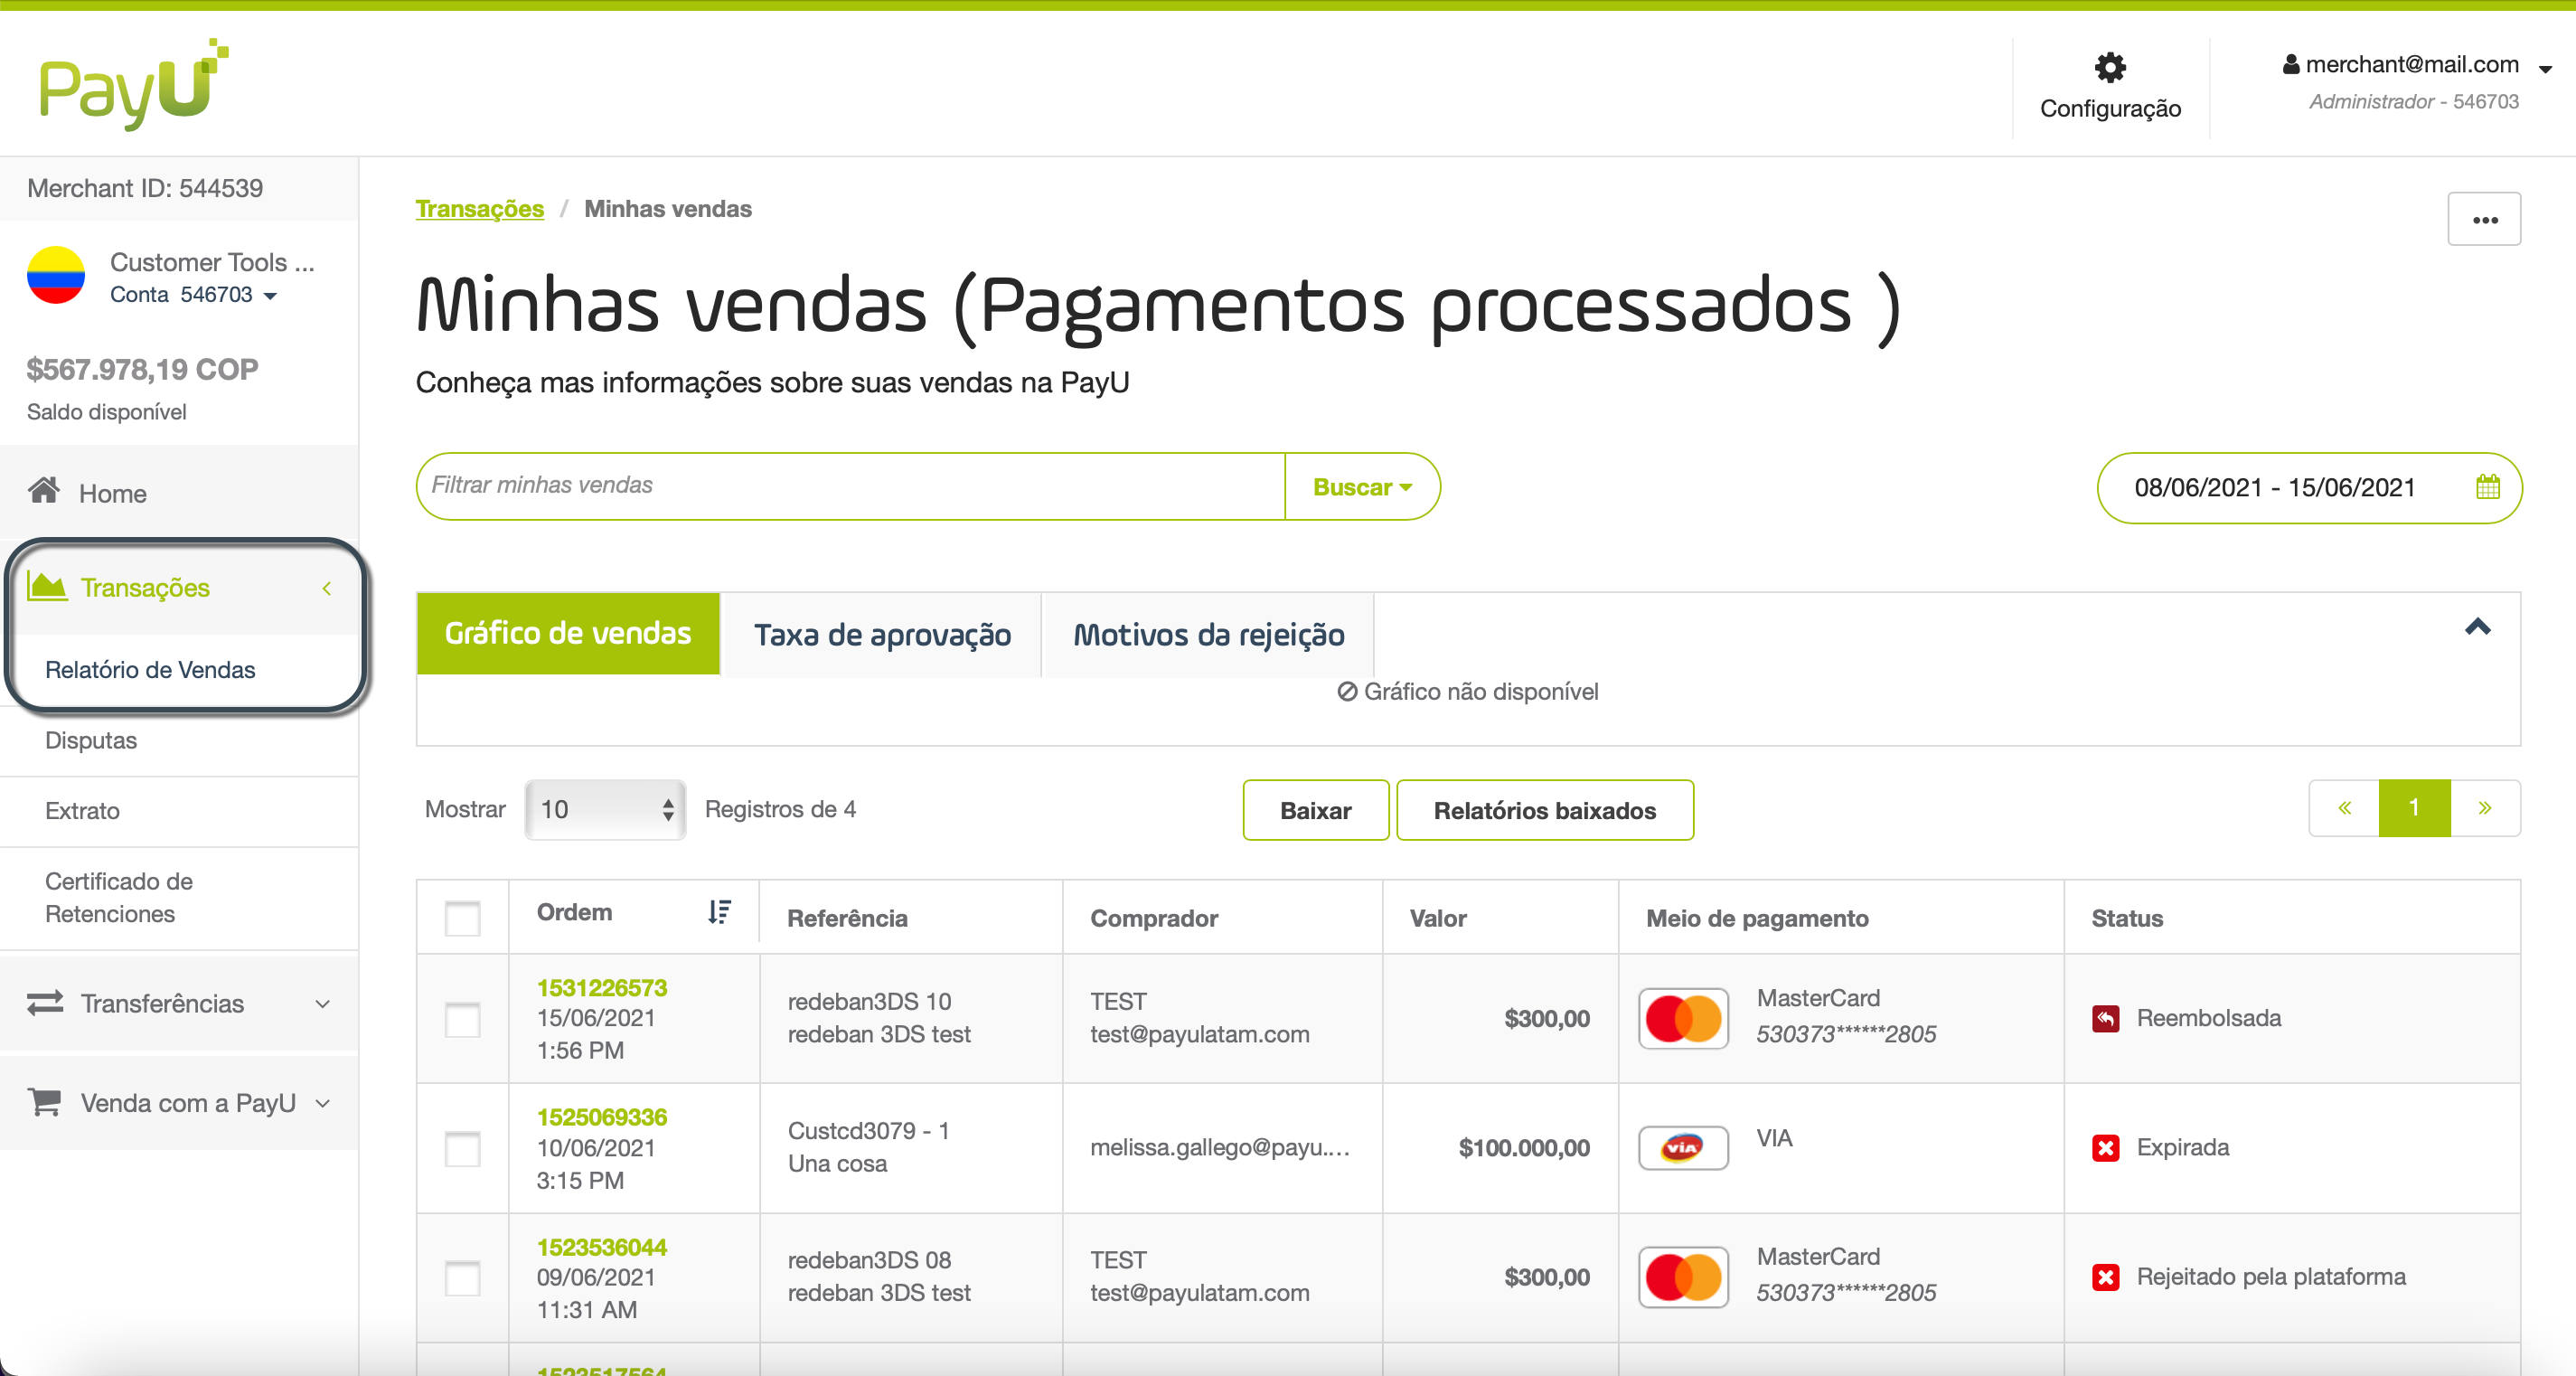 PayU
Configuração
merchant@mail.com
Administrador - 546703
Merchant ID: 544539
Customer Tools ...
Conta 546703
$567.978,19 COP
Saldo disponível
Home
Transações
Relatório de Vendas
Disputas
Extrato
Certificado de
Retenciones
Transferências
Venda com a PayU
Transações / Minhas vendas
Minhas vendas (Pagamentos processados )
Conheça mas informações sobre suas vendas na PayU
Filtrar minhas vendas
Buscar
08/06/2021 - 15/06/2021
Gráfico de vendas
Taxa de aprovação
Motivos da rejeição
Gráfico não disponível
Mostrar 10 Registros de 4
Baixar
Relatórios baixados
« 1 »
Ordem Referência Comprador Valor Meio de pagamento Status
1531226573
15/06/2021
1:56 PM
redeban3DS 10
redeban 3DS test
TEST
test@payulatam.com
$300,00
MasterCard
530373******2805
Reembolsada
1525069336
10/06/2021
3:15 PM
Custcd3079 - 1
Una cosa
melissa.gallego@payu....
$100.000,00
VIA
VIA
Expirada
1523536044
09/06/2021
11:31 AM
redeban3DS 08
redeban 3DS test
TEST
test@payulatam.com
$300,00
MasterCard
530373******2805
Rejeitado pela plataforma